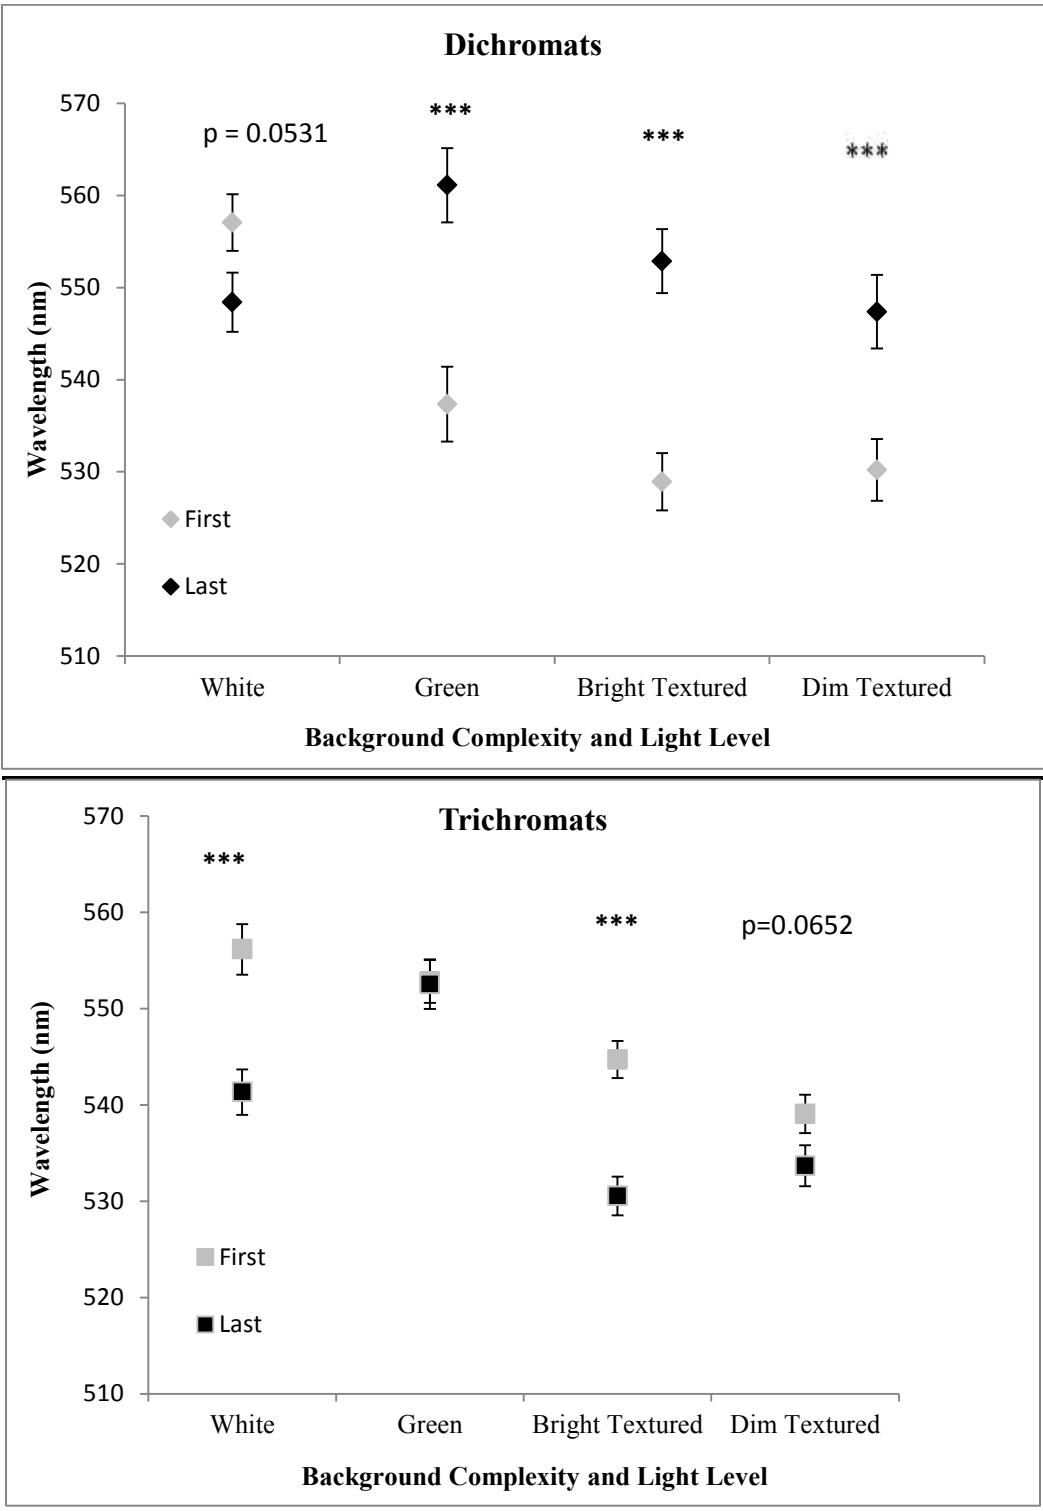 Dichromats
570
***
p = 0.0531
***
***
560
550
540
530
First
520
Last
510
Wavelength (nm)
White Green Bright Textured Dim Textured
Background Complexity and Light Level
570
Trichromats
***
560
***
p=0.0652
550
540
530
First
520
Last
510
Wavelength (nm)
White Green Bright Textured Dim Textured
Background Complexity and Light Level